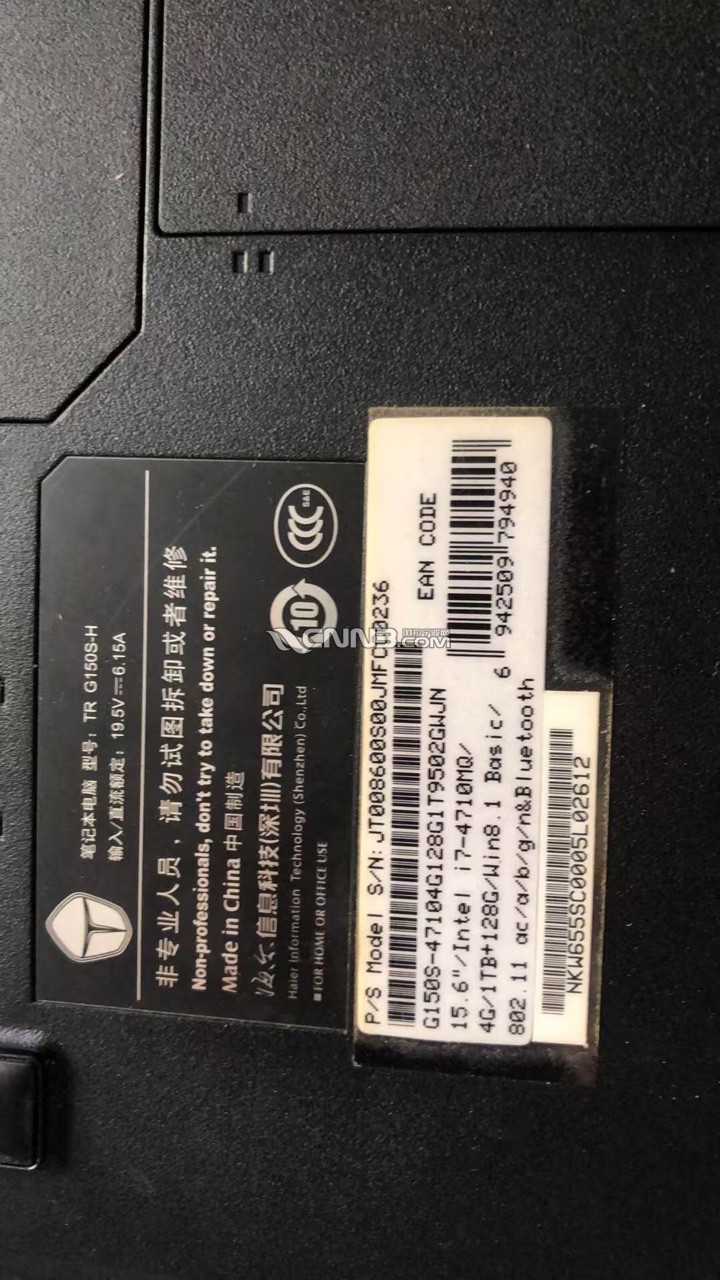 笔记本电脑 型号: TR G150S-H
输入/直流额定: 19.5V⎓6.15A
非专业人员，请勿试图拆卸或者维修
Non-professionals, don't try to take down or repair it.
Made in China 中国制造
海尔信息科技(深圳)有限公司
Haier Information Technology (Shenzhen) Co.,Ltd
■FOR HOME OR OFFICE USE
10
CCC
S&E
CNNB.com
P/S Model S/N:
EAN CODE
G150S-47104G128G1T9502GWJN
15.6"/Intel i7-4710MQ/
4G/1TB+128G/Win8.1 Basic/
802.11 ac/a/b/g/n&Bluetooth
6 942509 794940
NKW655SC0005L02612